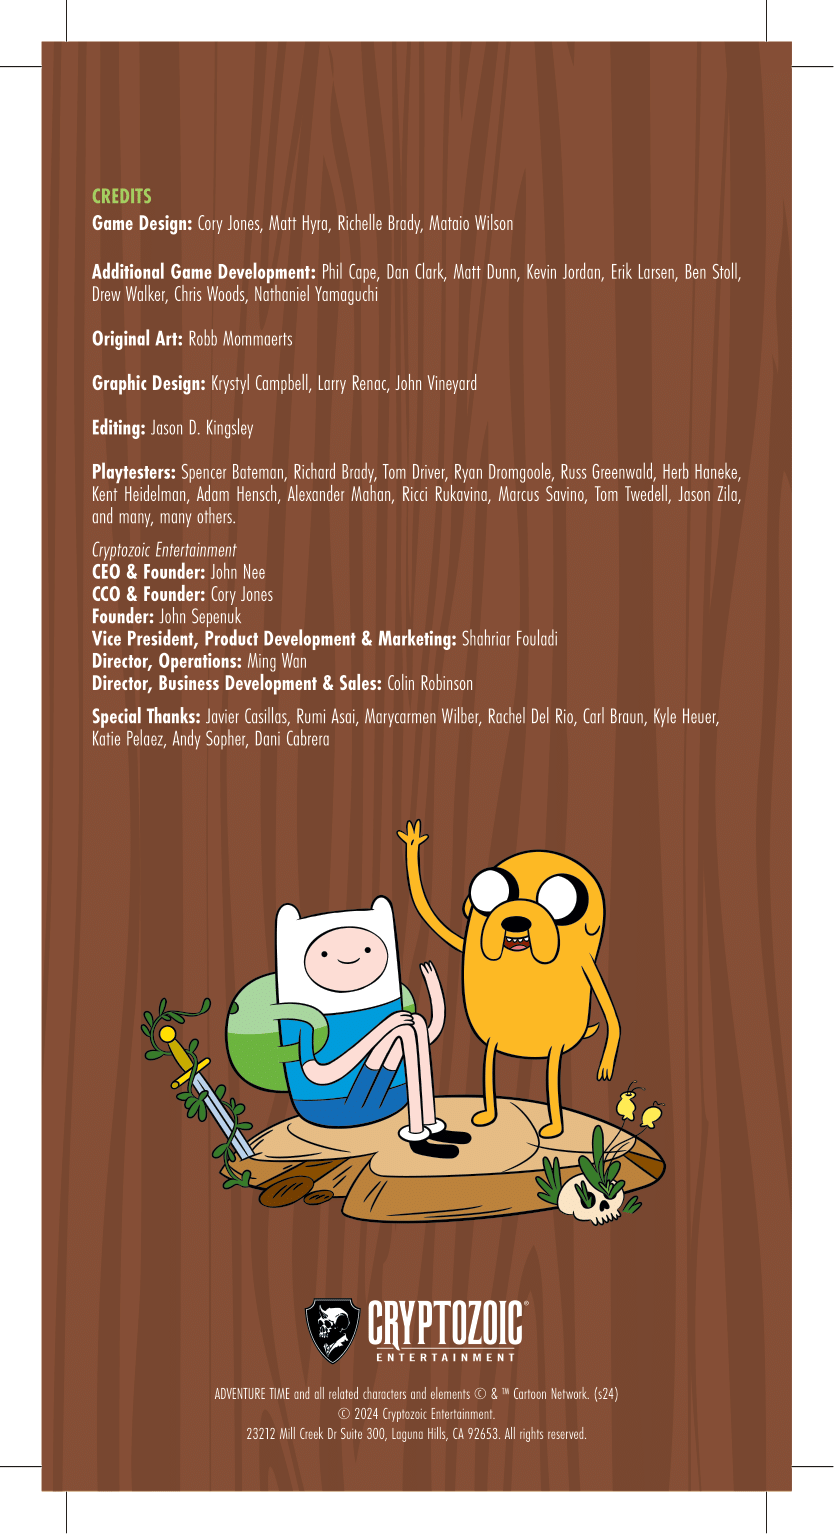 CREDITS
Game Design: Cory Jones, Matt Hyra, Richelle Brady, Mataio Wilson
Additional Game Development: Phil Cape, Dan Clark, Matt Dunn, Kevin Jordan, Erik Larsen, Ben Stoll,
Drew Walker, Chris Woods, Nathaniel Yamaguchi
Original Art: Robb Mommaerts
Graphic Design: Krystyl Campbell, Larry Renac, John Vineyard
Editing: Jason D. Kingsley
Playtesters: Spencer Bateman, Richard Brady, Tom Driver, Ryan Dromgoole, Russ Greenwald, Herb Haneke,
Kent Heidelman, Adam Hensch, Alexander Mahan, Ricci Rukavina, Marcus Savino, Tom Twedell, Jason Zila,
and many, many others.
Cryptozoic Entertainment
CEO & Founder: John Nee
CCO & Founder: Cory Jones
Founder: John Sepenuk
Vice President, Product Development & Marketing: Shahriar Fouladi
Director, Operations: Ming Wan
Director, Business Development & Sales: Colin Robinson
Special Thanks: Javier Casillas, Rumi Asai, Marycarmen Wilber, Rachel Del Rio, Carl Braun, Kyle Heuer,
Katie Pelaez, Andy Sopher, Dani Cabrera
CRYPTOZOIC®
ENTERTAINMENT
ADVENTURE TIME and all related characters and elements © & ™ Cartoon Network. (s24)
© 2024 Cryptozoic Entertainment.
23212 Mill Creek Dr Suite 300, Laguna Hills, CA 92653. All rights reserved.